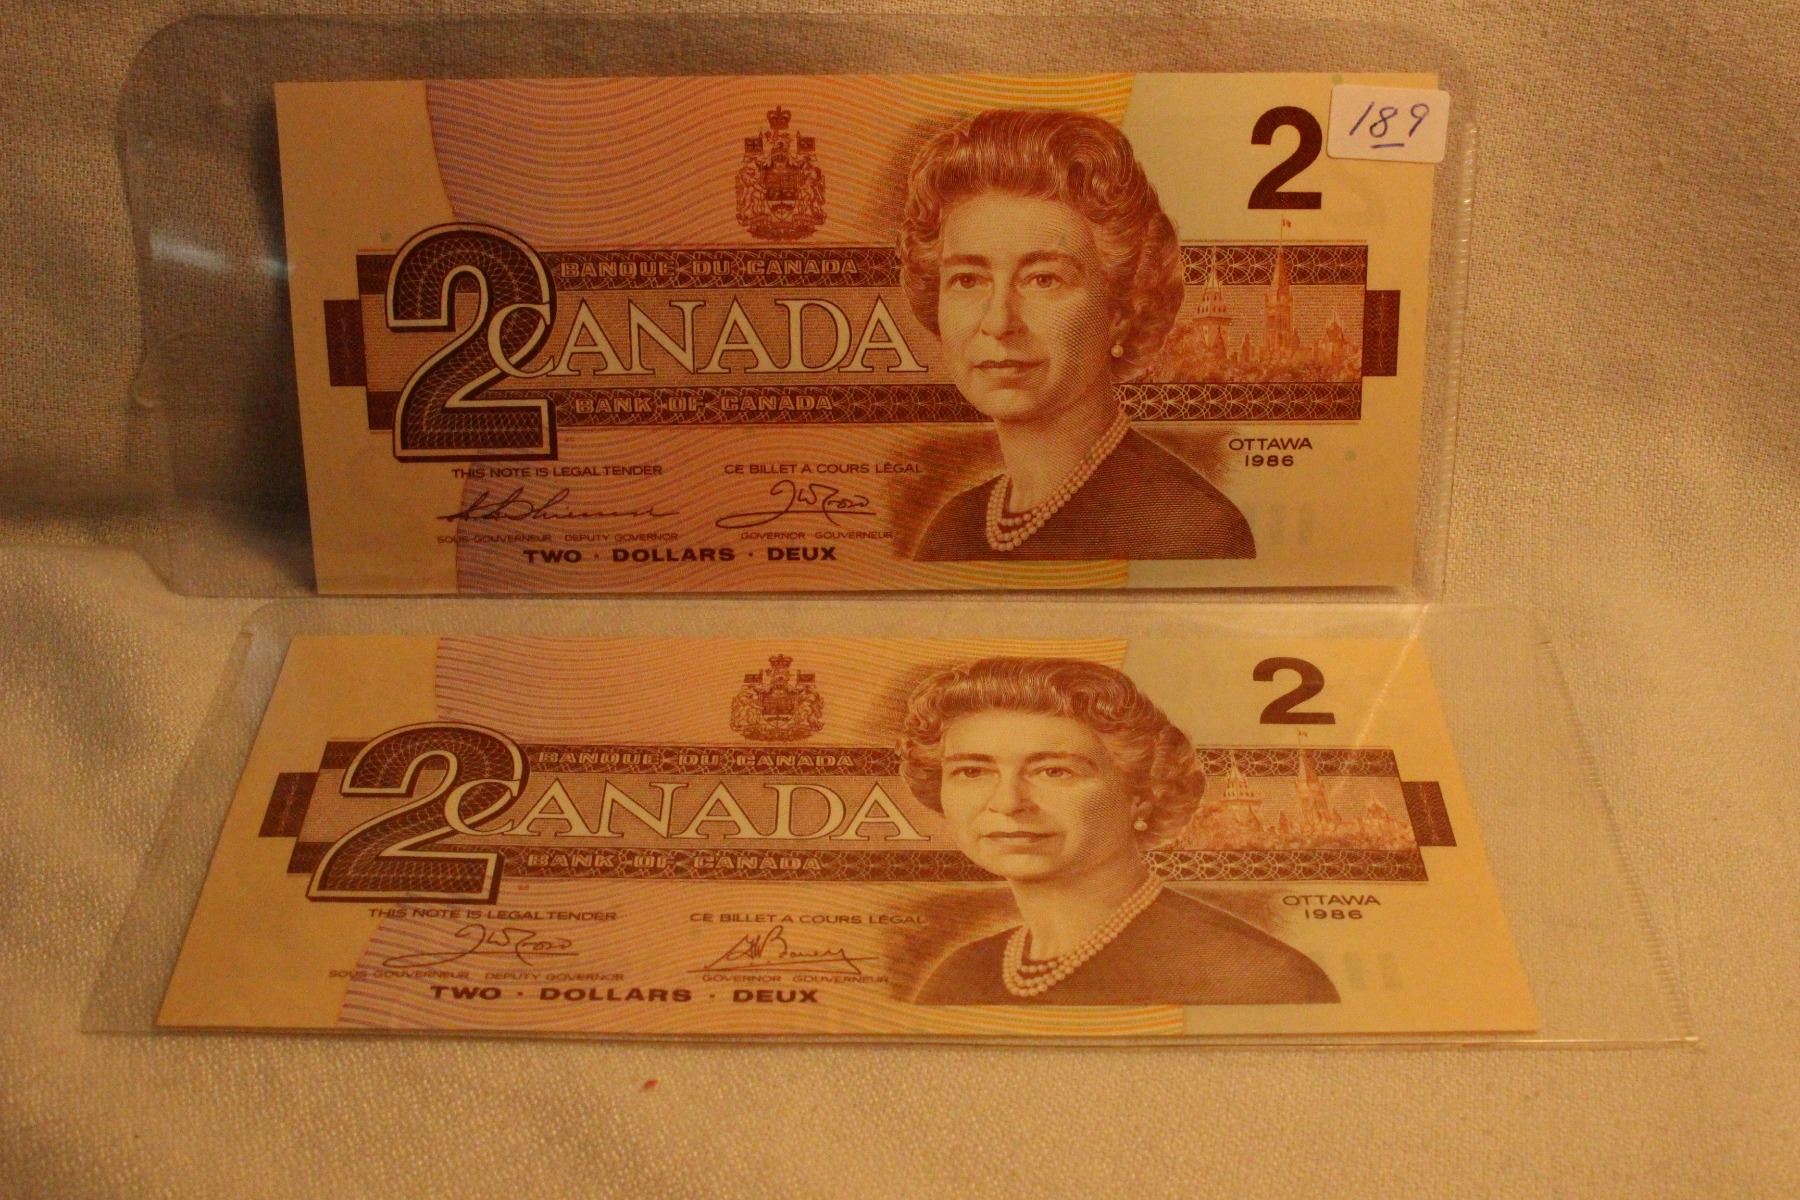 2
189
BANQUE DU CANADA
2 CANADA
BANK OF CANADA
OTTAWA
1986
THIS NOTE IS LEGAL TENDER CE BILLET A COURS LÉGAL
SOUS-GOUVERNEUR DEPUTY GOVERNOR GOVERNOR GOUVERNEUR
TWO · DOLLARS · DEUX
2
BANQUE DU CANADA
2 CANADA
BANK OF CANADA
OTTAWA
1986
THIS NOTE IS LEGAL TENDER CE BILLET A COURS LÉGAL
SOUS-GOUVERNEUR DEPUTY GOVERNOR GOVERNOR GOUVERNEUR
TWO · DOLLARS · DEUX